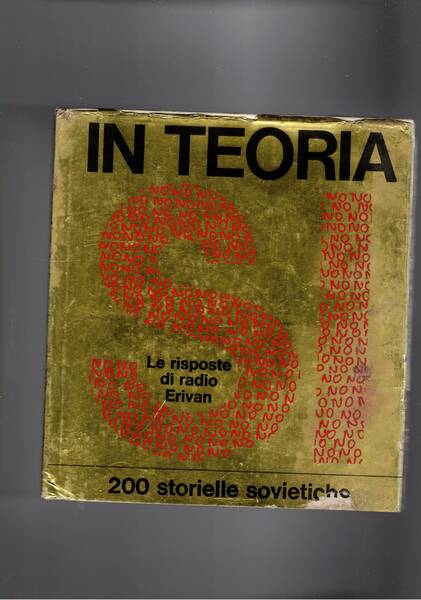 IN TEORIA
SI
Le risposte
di radio
Erivan
200 storielle sovietiche